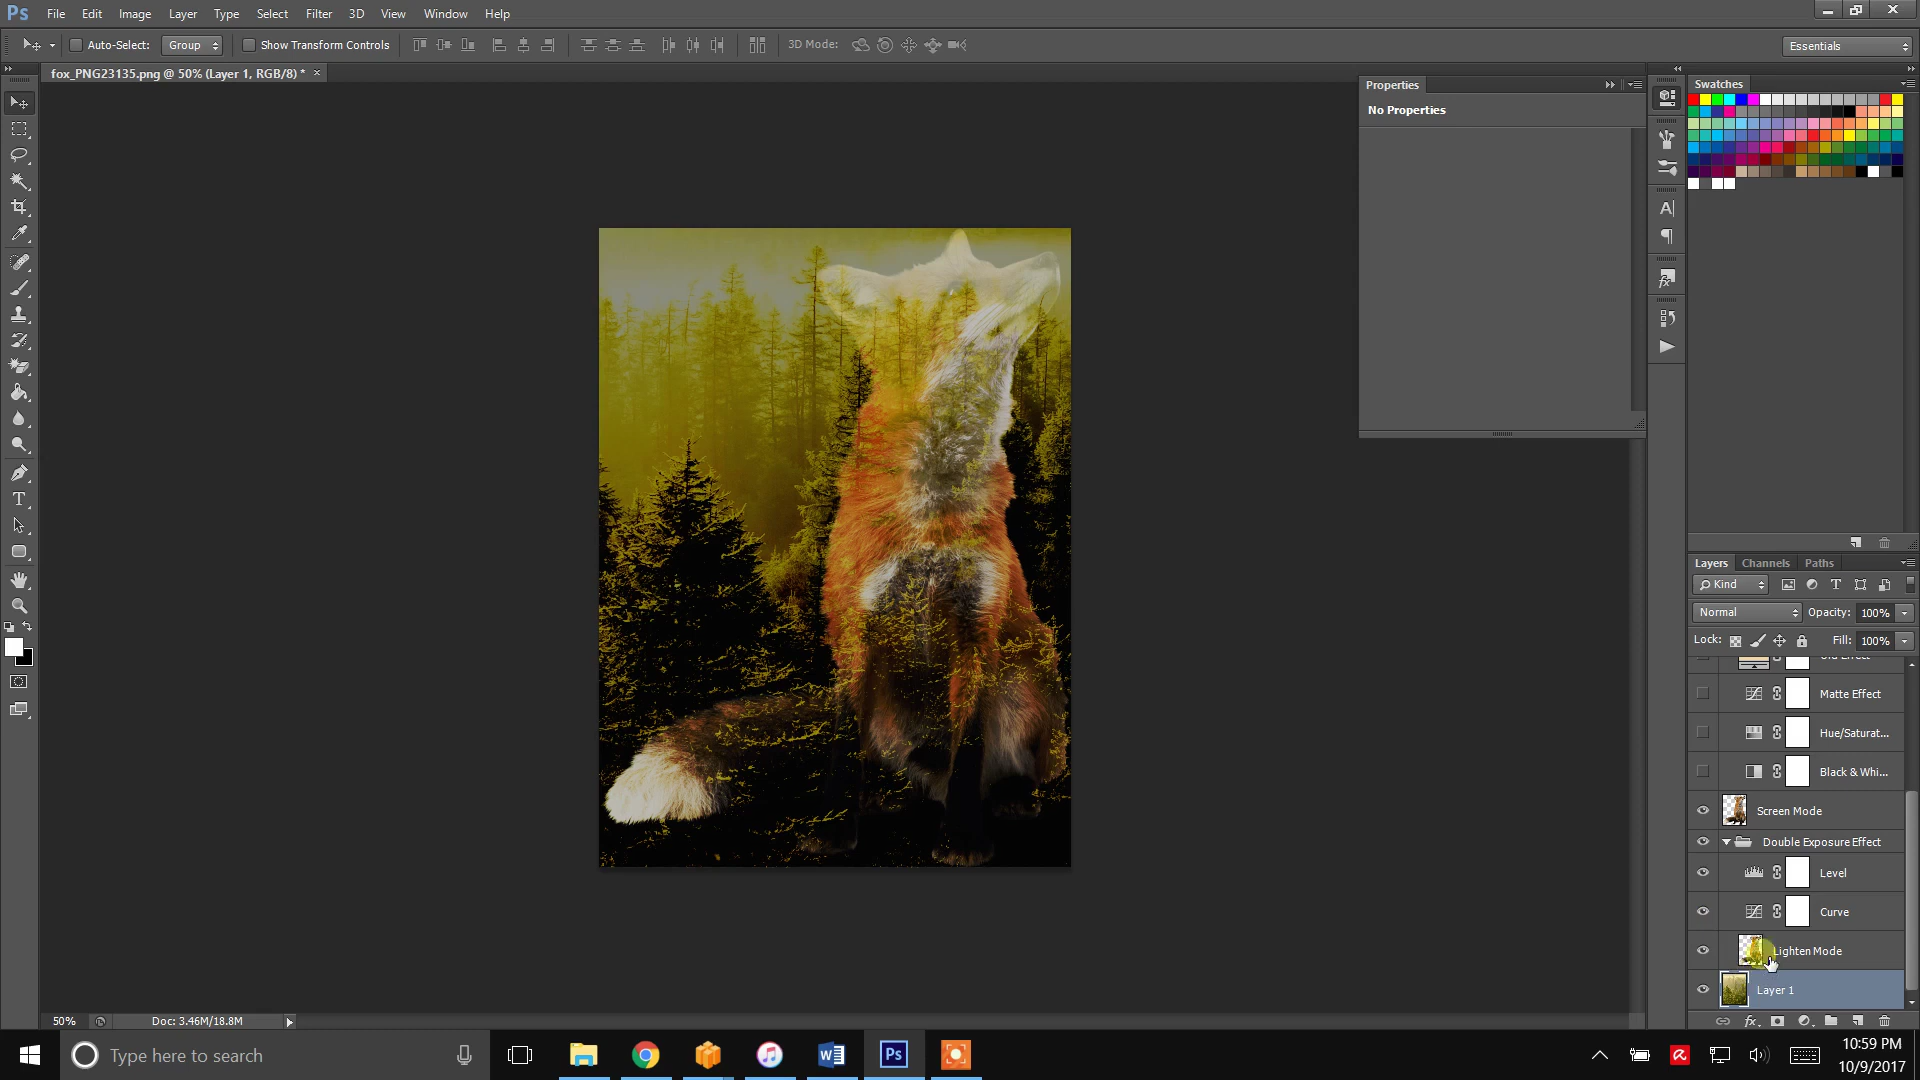 Ps File Edit Image Layer Type Select Filter 3D View Window Help
Auto-Select: Group Show Transform Controls 3D Mode: Essentials
fox_PNG23135.png @ 50% (Layer 1, RGB/8) * ×
Properties
No Properties
Swatches
Layers Channels Paths
Kind
Normal Opacity: 100%
Lock: Fill: 100%
Matte Effect
Hue/Saturat...
Black & Whi...
Screen Mode
Double Exposure Effect
Level
Curve
Lighten Mode
Layer 1
50% Doc: 3.46M/18.8M
Type here to search
Ps
10:59 PM
10/9/2017